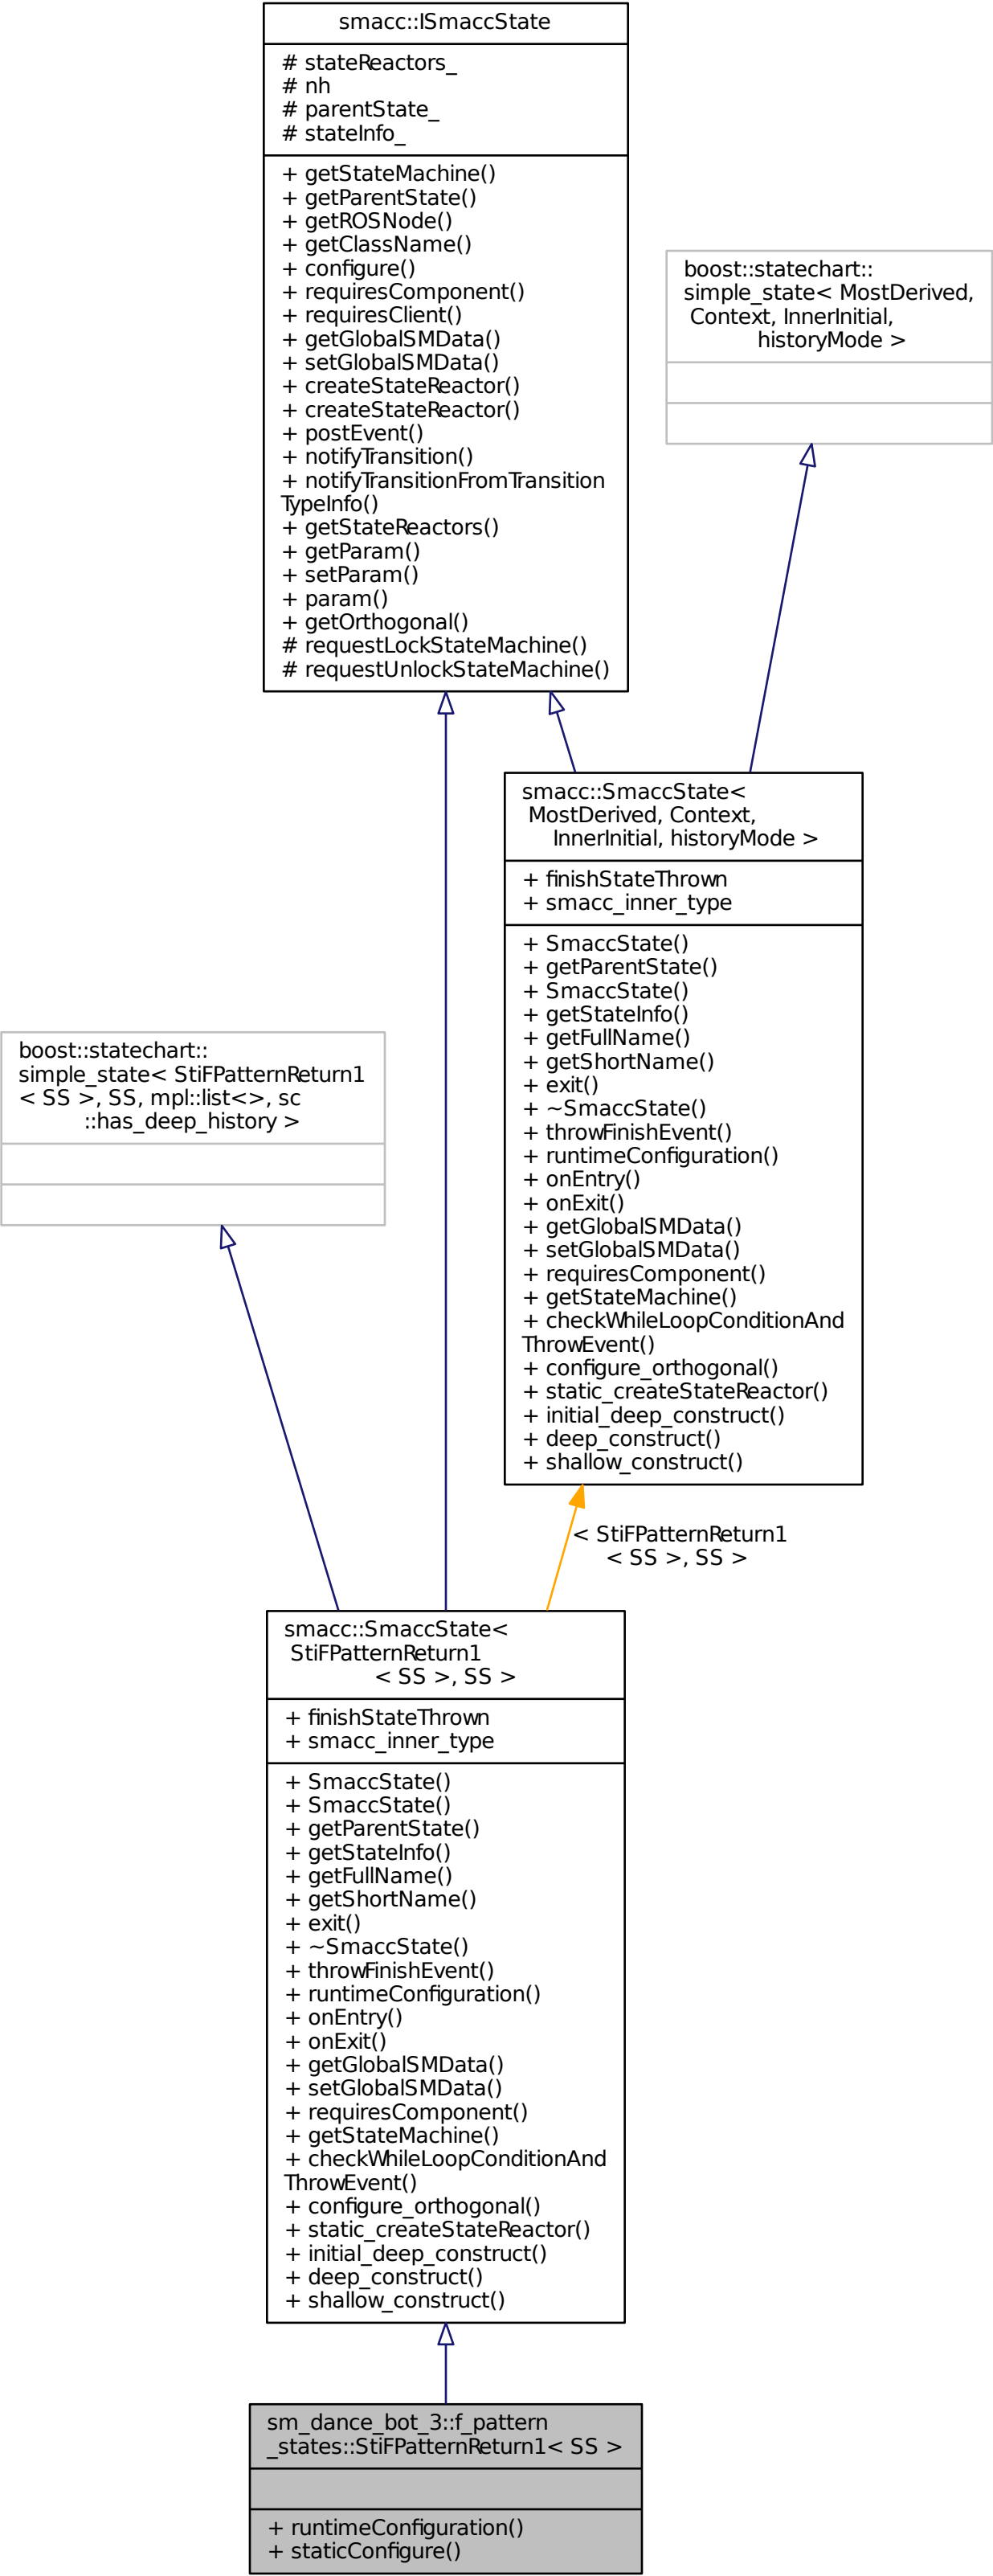 smacc::ISmaccState
# stateReactors_
# nh
# parentState_
# stateInfo_
+ getStateMachine()
+ getParentState()
+ getROSNode()
+ getClassName()
+ configure()
+ requiresComponent()
+ requiresClient()
+ getGlobalSMData()
+ setGlobalSMData()
+ createStateReactor()
+ createStateReactor()
+ postEvent()
+ notifyTransition()
+ notifyTransitionFromTransition
TypeInfo()
+ getStateReactors()
+ getParam()
+ setParam()
+ param()
+ getOrthogonal()
# requestLockStateMachine()
# requestUnlockStateMachine()
boost::statechart::
simple_state< MostDerived,
Context, InnerInitial,
historyMode >
smacc::SmaccState<
MostDerived, Context,
InnerInitial, historyMode >
+ finishStateThrown
+ smacc_inner_type
+ SmaccState()
+ getParentState()
+ SmaccState()
+ getStateInfo()
+ getFullName()
+ getShortName()
+ exit()
+ ~SmaccState()
+ throwFinishEvent()
+ runtimeConfiguration()
+ onEntry()
+ onExit()
+ getGlobalSMData()
+ setGlobalSMData()
+ requiresComponent()
+ getStateMachine()
+ checkWhileLoopConditionAnd
ThrowEvent()
+ configure_orthogonal()
+ static_createStateReactor()
+ initial_deep_construct()
+ deep_construct()
+ shallow_construct()
boost::statechart::
simple_state< StiFPatternReturn1
< SS >, SS, mpl::list<>, sc
::has_deep_history >
< StiFPatternReturn1
< SS >, SS >
smacc::SmaccState<
StiFPatternReturn1
< SS >, SS >
+ finishStateThrown
+ smacc_inner_type
+ SmaccState()
+ SmaccState()
+ getParentState()
+ getStateInfo()
+ getFullName()
+ getShortName()
+ exit()
+ ~SmaccState()
+ throwFinishEvent()
+ runtimeConfiguration()
+ onEntry()
+ onExit()
+ getGlobalSMData()
+ setGlobalSMData()
+ requiresComponent()
+ getStateMachine()
+ checkWhileLoopConditionAnd
ThrowEvent()
+ configure_orthogonal()
+ static_createStateReactor()
+ initial_deep_construct()
+ deep_construct()
+ shallow_construct()
sm_dance_bot_3::f_pattern
_states::StiFPatternReturn1< SS >
+ runtimeConfiguration()
+ staticConfigure()